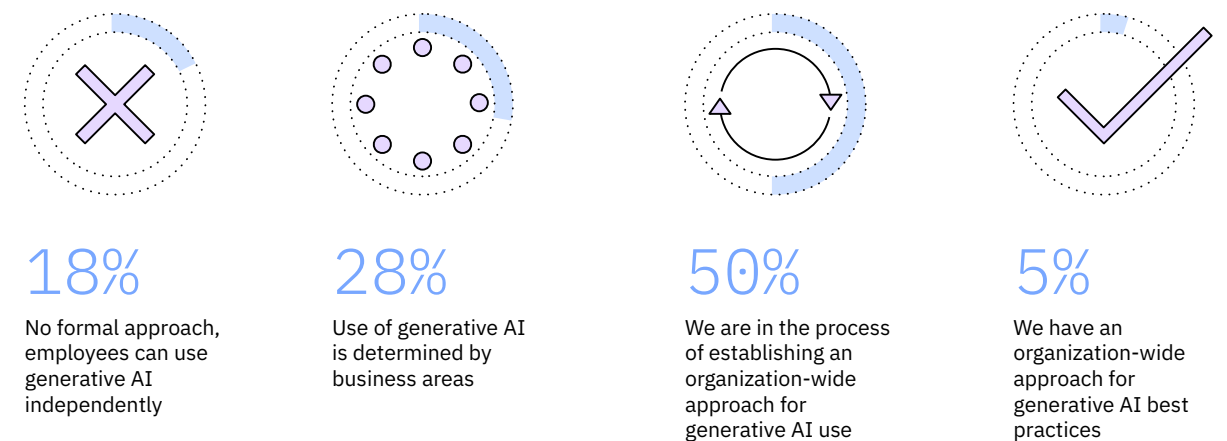 18%
No formal approach,
employees can use
generative AI
independently
28%
Use of generative AI
is determined by
business areas
50%
We are in the process
of establishing an
organization-wide
approach for
generative AI use
5%
We have an
organization-wide
approach for
generative AI best
practices